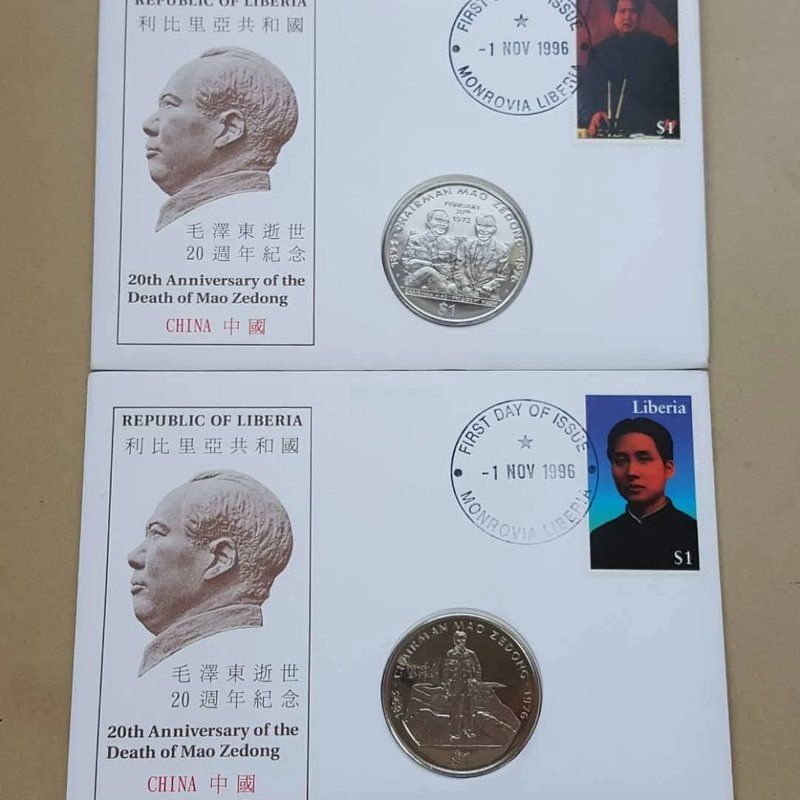 REPUBLIC OF LIBERIA
利比里亞共和國
毛澤東逝世
20週年紀念
20th Anniversary of the
Death of Mao Zedong
CHINA 中國
FIRST DAY OF ISSUE
-1 NOV 1996
MONROVIA LIBERIA
$1
1893 · CHAIRMAN MAO ZEDONG · 1976
FEBRUARY
20th
1972
$1
REPUBLIC OF LIBERIA
利比里亞共和國
毛澤東逝世
20週年紀念
20th Anniversary of the
Death of Mao Zedong
CHINA 中國
FIRST DAY OF ISSUE
-1 NOV 1996
MONROVIA LIBERIA
Liberia
$1
1893 · CHAIRMAN MAO ZEDONG · 1976
$1